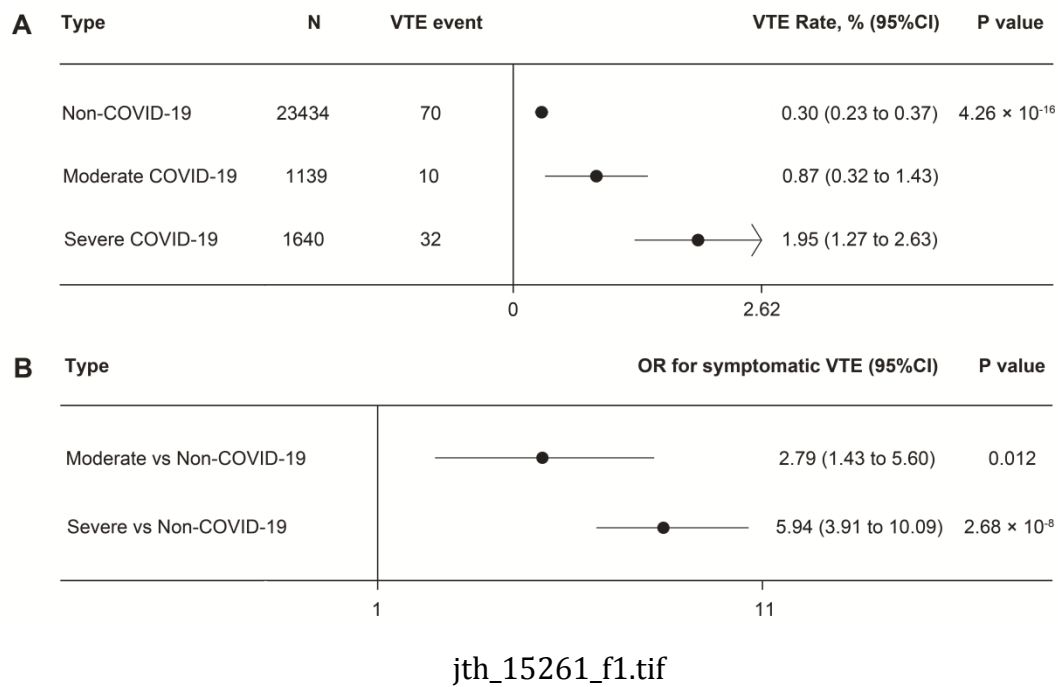 A Type N VTE event VTE Rate, % (95%CI) P value
Non-COVID-19 23434 70 0.30 (0.23 to 0.37) 4.26 × 10⁻¹⁶
Moderate COVID-19 1139 10 0.87 (0.32 to 1.43)
Severe COVID-19 1640 32 1.95 (1.27 to 2.63)
0 2.62
B Type OR for symptomatic VTE (95%CI) P value
Moderate vs Non-COVID-19 2.79 (1.43 to 5.60) 0.012
Severe vs Non-COVID-19 5.94 (3.91 to 10.09) 2.68 × 10⁻⁸
1 11
jth_15261_f1.tif